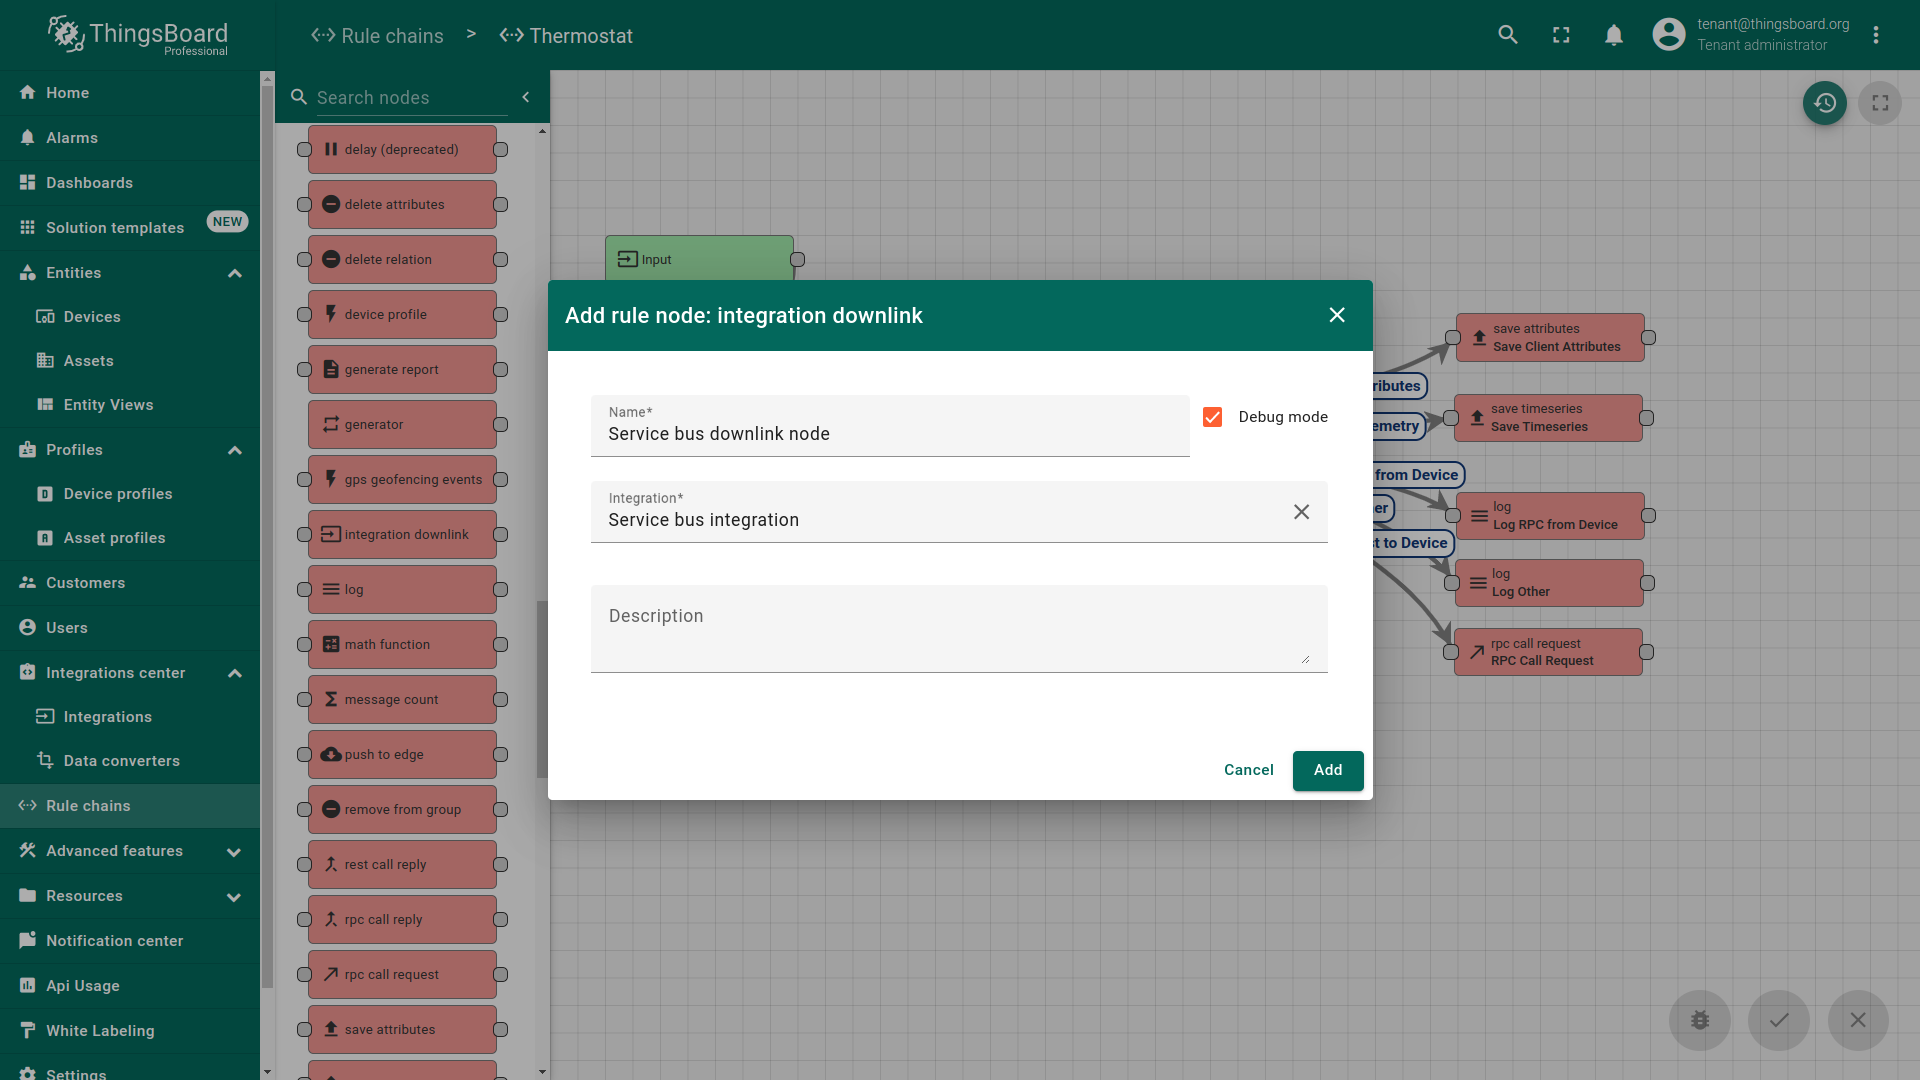 ThingsBoard
Professional
Rule chains > Thermostat
tenant@thingsboard.org
Tenant administrator
Home
Alarms
Dashboards
Solution templates
NEW
Entities
Devices
Assets
Entity Views
Profiles
Device profiles
Asset profiles
Customers
Users
Integrations center
Integrations
Data converters
Rule chains
Advanced features
Resources
Notification center
Api Usage
White Labeling
Settings
Search nodes
delay (deprecated)
delete attributes
delete relation
device profile
generate report
generator
gps geofencing events
integration downlink
log
math function
message count
push to edge
remove from group
rest call reply
rpc call reply
rpc call request
save attributes
Input
Add rule node: integration downlink
Name*
Service bus downlink node
Debug mode
Integration*
Service bus integration
Description
Cancel
Add
ributes
emetry
from Device
er
t to Device
save attributes
Save Client Attributes
save timeseries
Save Timeseries
log
Log RPC from Device
log
Log Other
rpc call request
RPC Call Request